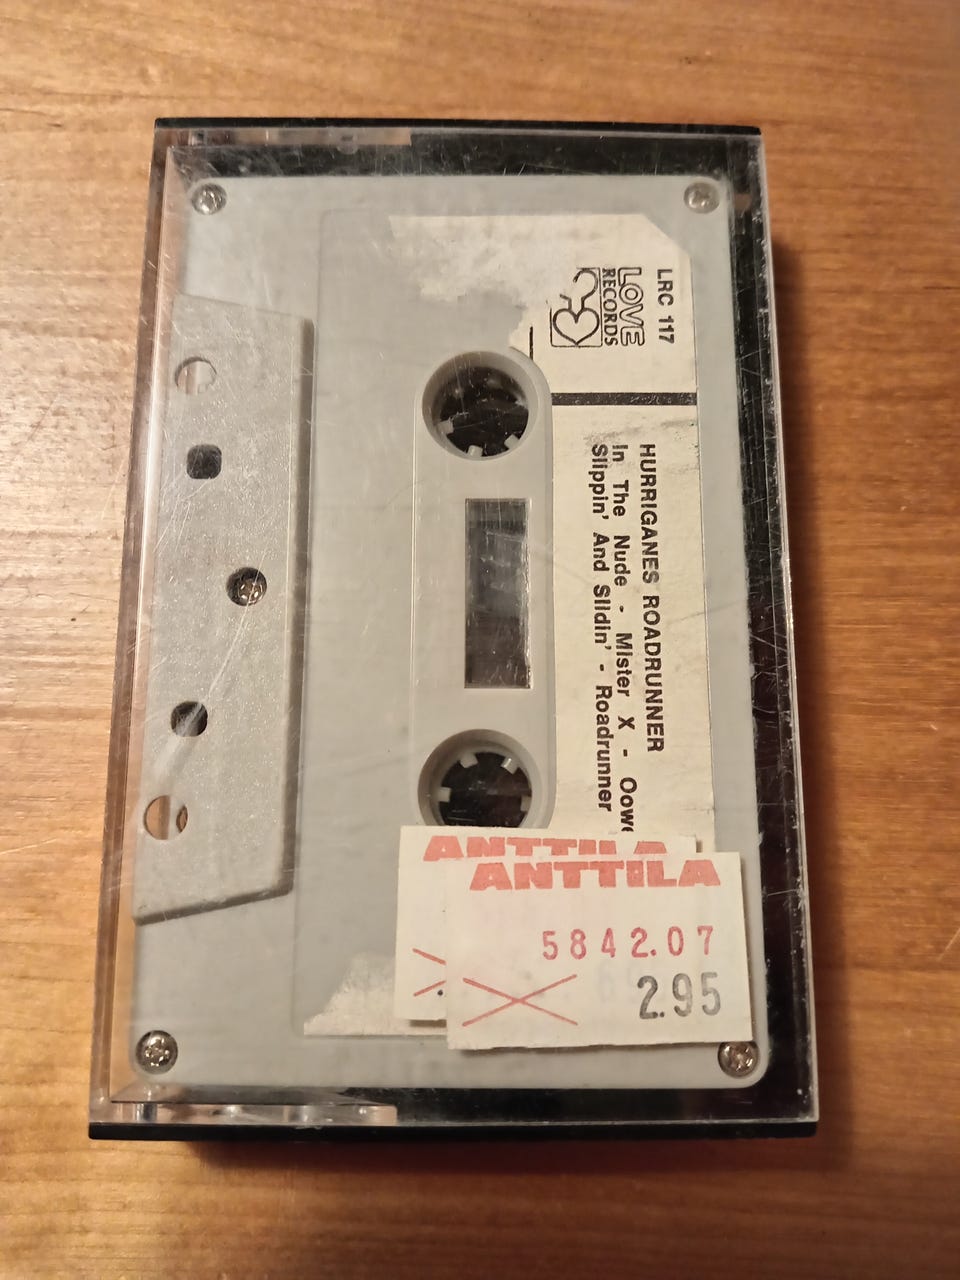 LRC 117
LOVE
RECORDS
HURRIGANES ROADRUNNER
In The Nude - Mister X - Oowe
Slippin' And Slidin' - Roadrunner
ANTTILA
ANTTILA
5842.07
2.95